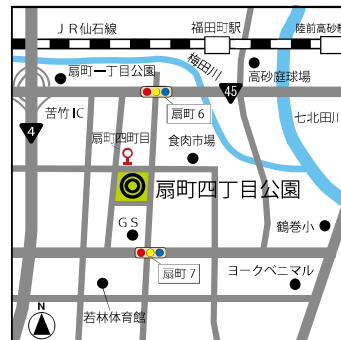 JR仙石線
福田町駅
陸前高砂駅
梅田川
扇町一丁目公園
高砂庭球場
45
苦竹IC
扇町6
七北田川
4
扇町四丁目
食肉市場
扇町四丁目公園
GS
鶴巻小
扇町7
ヨークベニマル
N
若林体育館